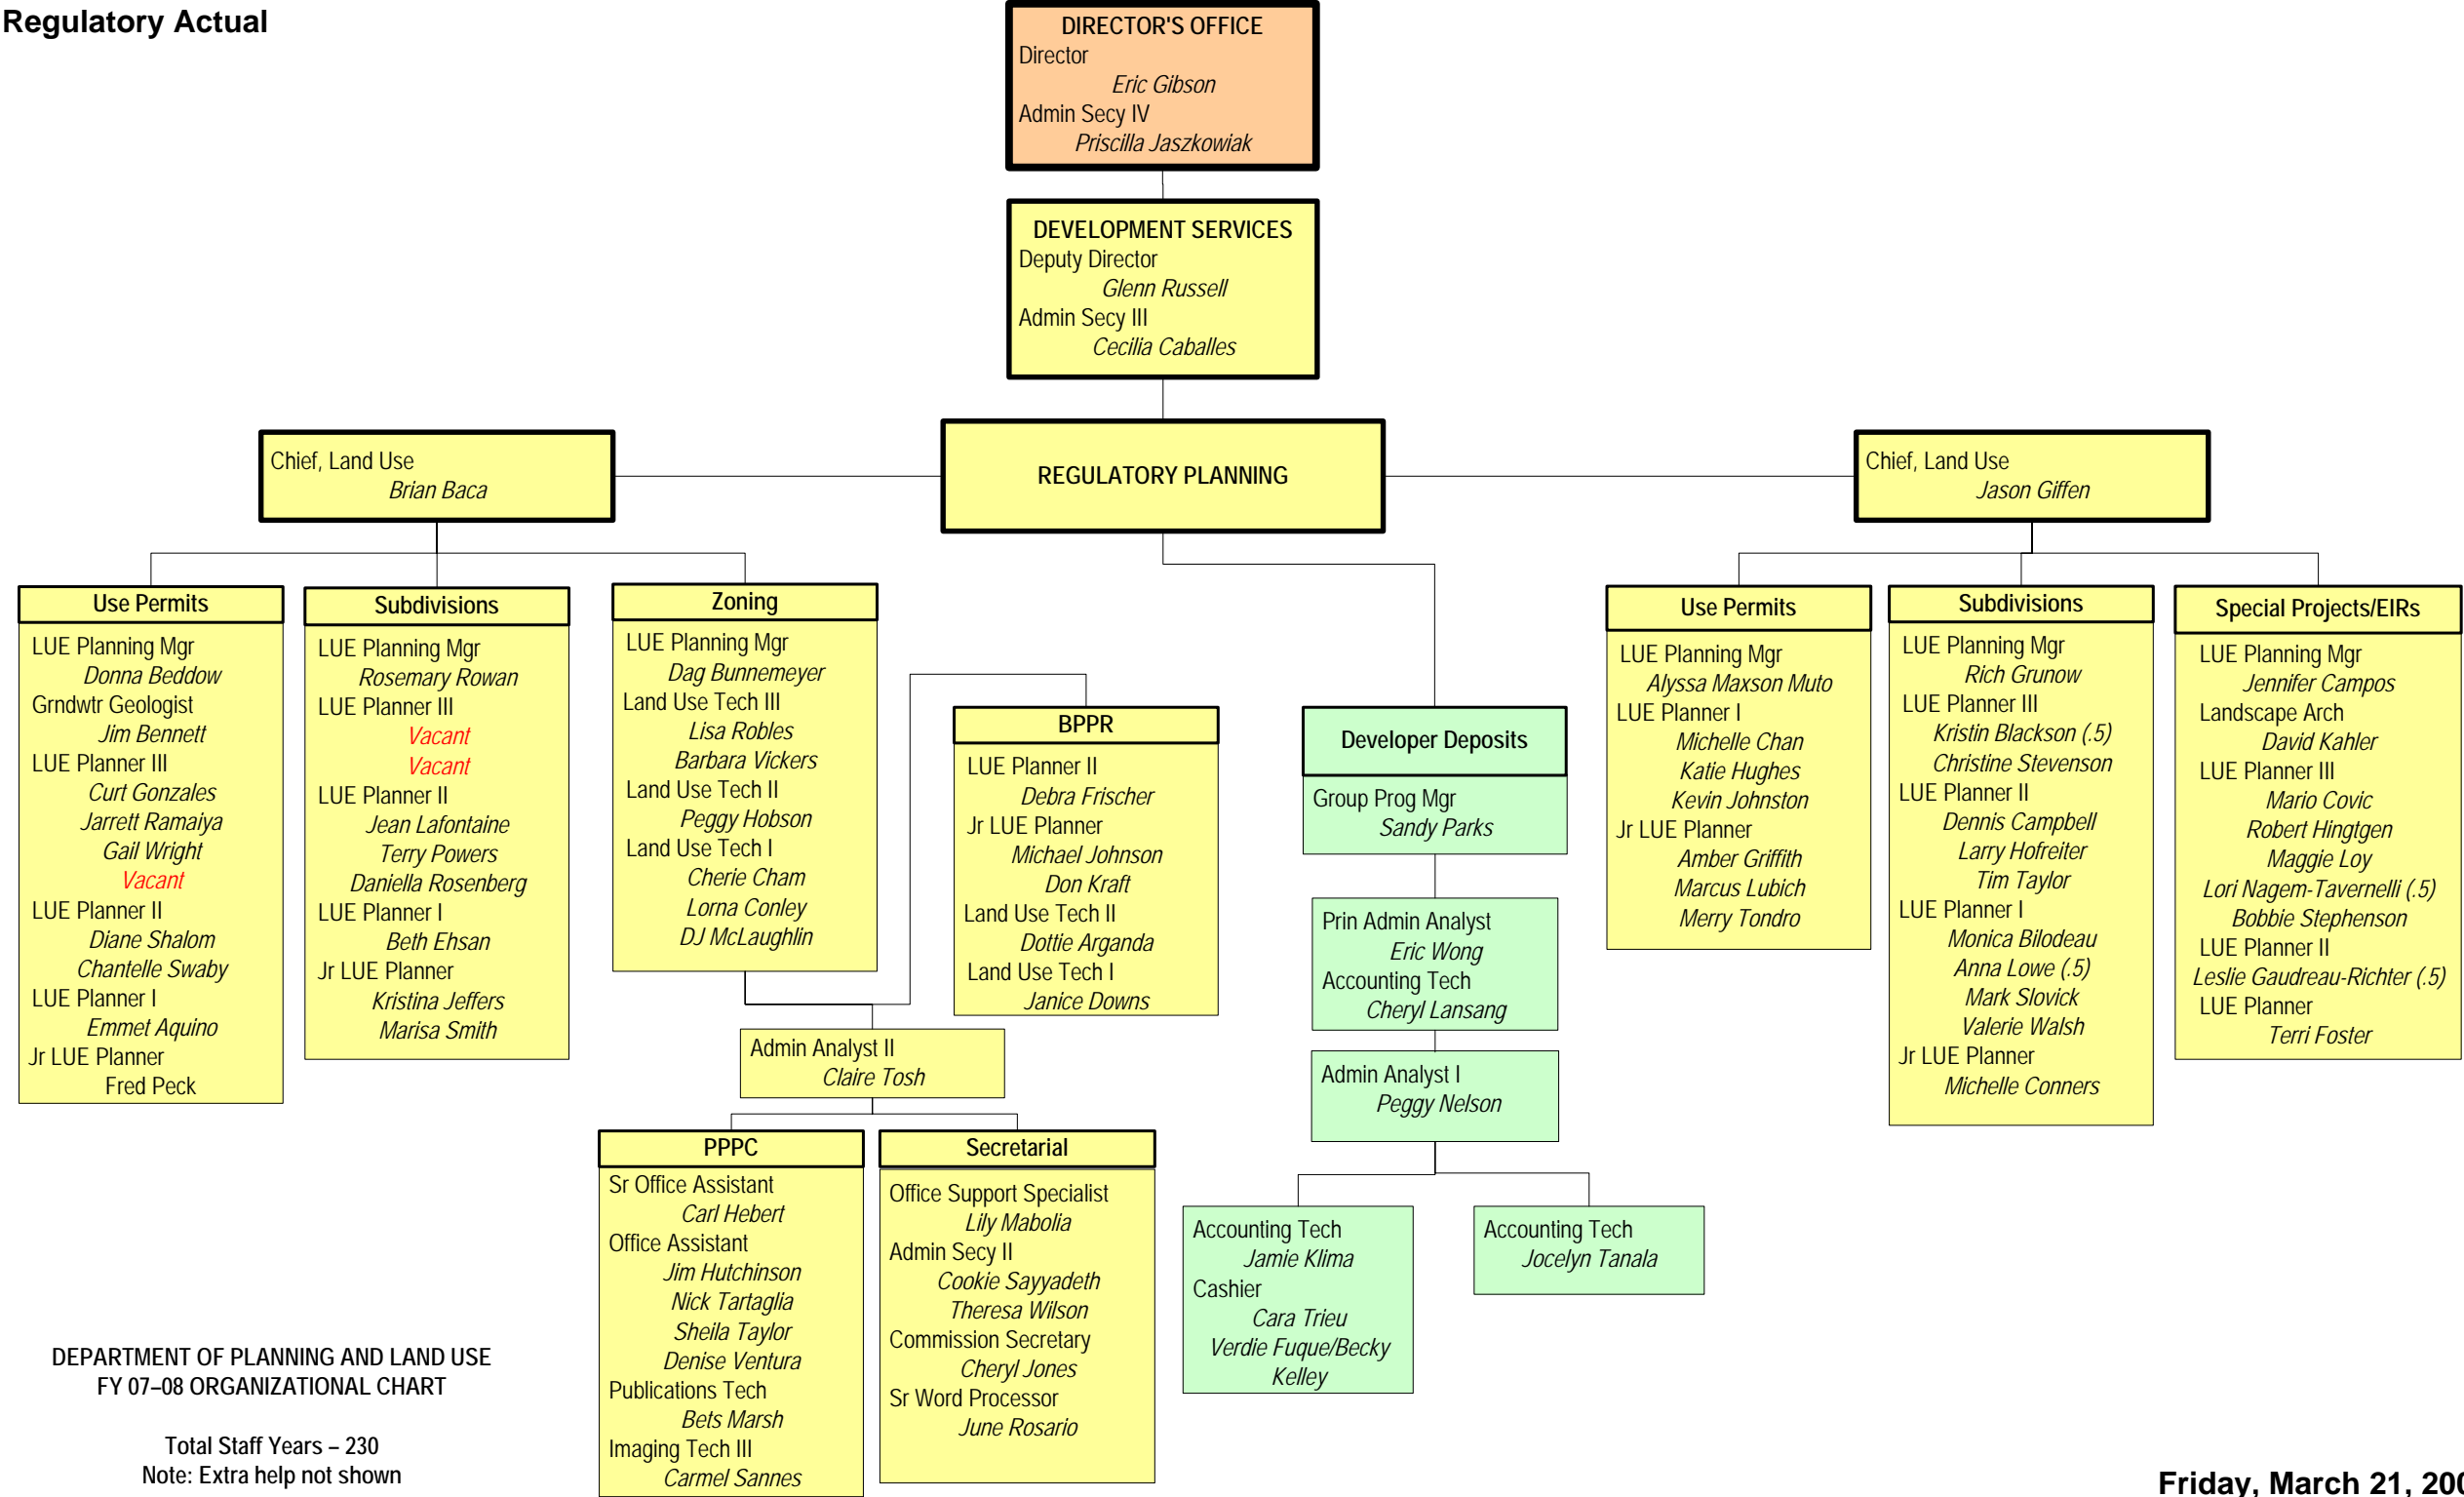 Regulatory Actual
DIRECTOR'S OFFICE
Director
Eric Gibson
Admin Secy IV
Priscilla Jaszkowiak
DEVELOPMENT SERVICES
Deputy Director
Glenn Russell
Admin Secy III
Cecilia Caballes
Chief, Land Use
Brian Baca
REGULATORY PLANNING
Chief, Land Use
Jason Giffen
Use Permits
LUE Planning Mgr
Donna Beddow
Grndwtr Geologist
Jim Bennett
LUE Planner III
Curt Gonzales
Jarrett Ramaiya
Gail Wright
Vacant
LUE Planner II
Diane Shalom
Chantelle Swaby
LUE Planner I
Emmet Aquino
Jr LUE Planner
Fred Peck
Subdivisions
LUE Planning Mgr
Rosemary Rowan
LUE Planner III
Vacant
Vacant
LUE Planner II
Jean Lafontaine
Terry Powers
Daniella Rosenberg
LUE Planner I
Beth Ehsan
Jr LUE Planner
Kristina Jeffers
Marisa Smith
Zoning
LUE Planning Mgr
Dag Bunnemeyer
Land Use Tech III
Lisa Robles
Barbara Vickers
Land Use Tech II
Peggy Hobson
Land Use Tech I
Cherie Cham
Lorna Conley
DJ McLaughlin
BPPR
LUE Planner II
Debra Frischer
Jr LUE Planner
Michael Johnson
Don Kraft
Land Use Tech II
Dottie Arganda
Land Use Tech I
Janice Downs
Admin Analyst II
Claire Tosh
PPPC
Sr Office Assistant
Carl Hebert
Office Assistant
Jim Hutchinson
Nick Tartaglia
Sheila Taylor
Denise Ventura
Publications Tech
Bets Marsh
Imaging Tech III
Carmel Sannes
Secretarial
Office Support Specialist
Lily Mabolia
Admin Secy II
Cookie Sayyadeth
Theresa Wilson
Commission Secretary
Cheryl Jones
Sr Word Processor
June Rosario
Developer Deposits
Group Prog Mgr
Sandy Parks
Prin Admin Analyst
Eric Wong
Accounting Tech
Cheryl Lansang
Admin Analyst I
Peggy Nelson
Accounting Tech
Jamie Klima
Cashier
Cara Trieu
Verdie Fuque/Becky
Kelley
Accounting Tech
Jocelyn Tanala
Use Permits
LUE Planning Mgr
Alyssa Maxson Muto
LUE Planner I
Michelle Chan
Katie Hughes
Kevin Johnston
Jr LUE Planner
Amber Griffith
Marcus Lubich
Merry Tondro
Subdivisions
LUE Planning Mgr
Rich Grunow
LUE Planner III
Kristin Blackson (.5)
Christine Stevenson
LUE Planner II
Dennis Campbell
Larry Hofreiter
Tim Taylor
LUE Planner I
Monica Bilodeau
Anna Lowe (.5)
Mark Slovick
Valerie Walsh
Jr LUE Planner
Michelle Conners
Special Projects/EIRs
LUE Planning Mgr
Jennifer Campos
Landscape Arch
David Kahler
LUE Planner III
Mario Covic
Robert Hingtgen
Maggie Loy
Lori Nagem-Tavernelli (.5)
Bobbie Stephenson
LUE Planner II
Leslie Gaudreau-Richter (.5)
LUE Planner
Terri Foster
DEPARTMENT OF PLANNING AND LAND USE
FY 07–08 ORGANIZATIONAL CHART
Total Staff Years – 230
Note: Extra help not shown
Friday, March 21,